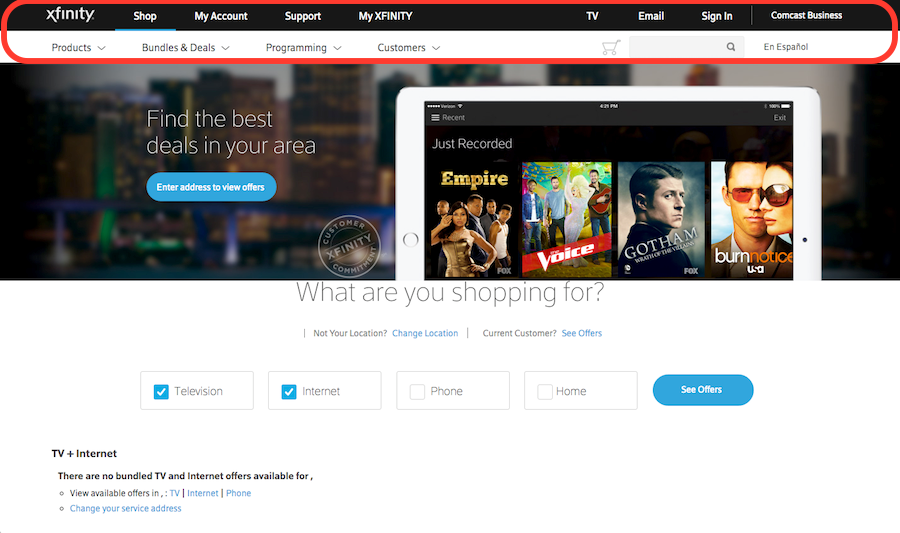 xfinity. Shop My Account Support My XFINITY TV Email Sign In Comcast Business
Products Bundles & Deals Programming Customers En Español
Find the best
deals in your area
Enter address to view offers
CUSTOMER
XFINITY
COMMITMENT
Verizon 4:21 PM 100%
Recent Exit
Just Recorded
Empire
FOX
the Voice
GOTHAM
WRATH OF THE VILLAINS
FOX
burn notice
USA
What are you shopping for?
| Not Your Location? Change Location | Current Customer? See Offers
Television Internet Phone Home See Offers
TV + Internet
There are no bundled TV and Internet offers available for ,
View available offers in , : TV | Internet | Phone
Change your service address